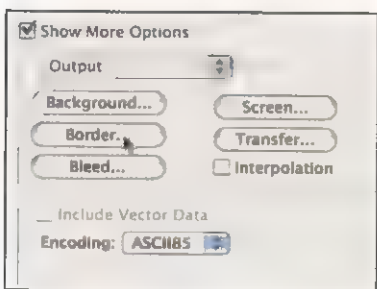 Show More Options
Output
Background... Screen...
Border... Transfer...
Bleed... Interpolation
Include Vector Data
Encoding: ASCII85